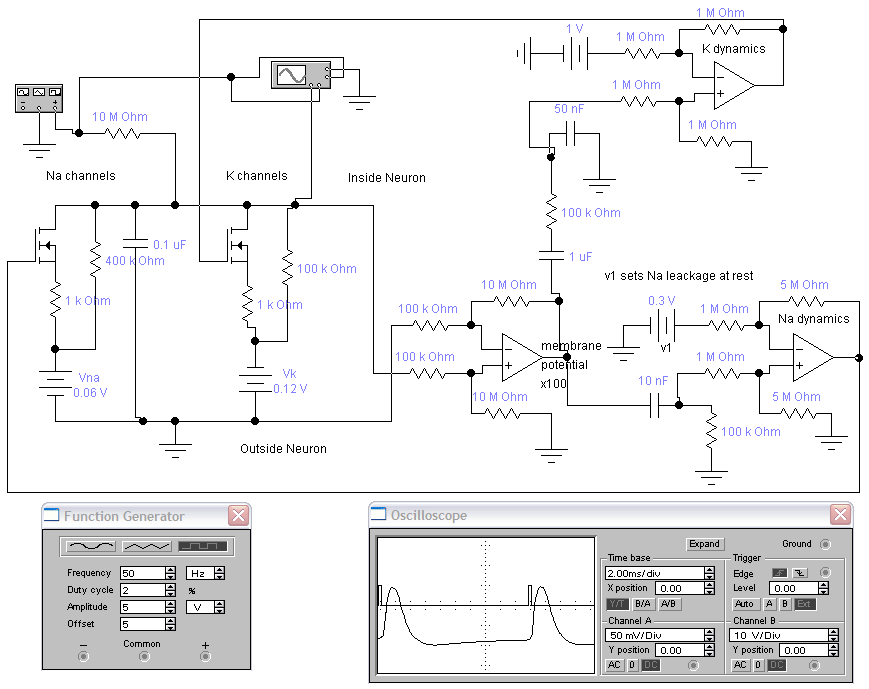 1 M Ohm
1 V
1 M Ohm
K dynamics
1 M Ohm
10 M Ohm
50 nF
1 M Ohm
Na channels
K channels
Inside Neuron
100 k Ohm
0.1 uF
400 k Ohm
100 k Ohm
1 uF
v1 sets Na leackage at rest
1 k Ohm
1 k Ohm
10 M Ohm
0.3 V
5 M Ohm
100 k Ohm
1 M Ohm
Na dynamics
v1
membrane
potential
x100
100 k Ohm
1 M Ohm
Vna
0.06 V
Vk
0.12 V
10 M Ohm
10 nF
5 M Ohm
100 k Ohm
Outside Neuron
Function Generator
Frequency 50 Hz
Duty cycle 2 %
Amplitude 5 V
Offset 5
− Common +
Oscilloscope
Expand
Ground
Time base
Trigger
2.00ms/div
Edge
X position 0.00
Level 0.00
Y/T B/A A/B
Auto A B Ext
Channel A
Channel B
50 mV/Div
10 V/Div
Y position 0.00
Y position 0.00
AC 0 DC
AC 0 DC